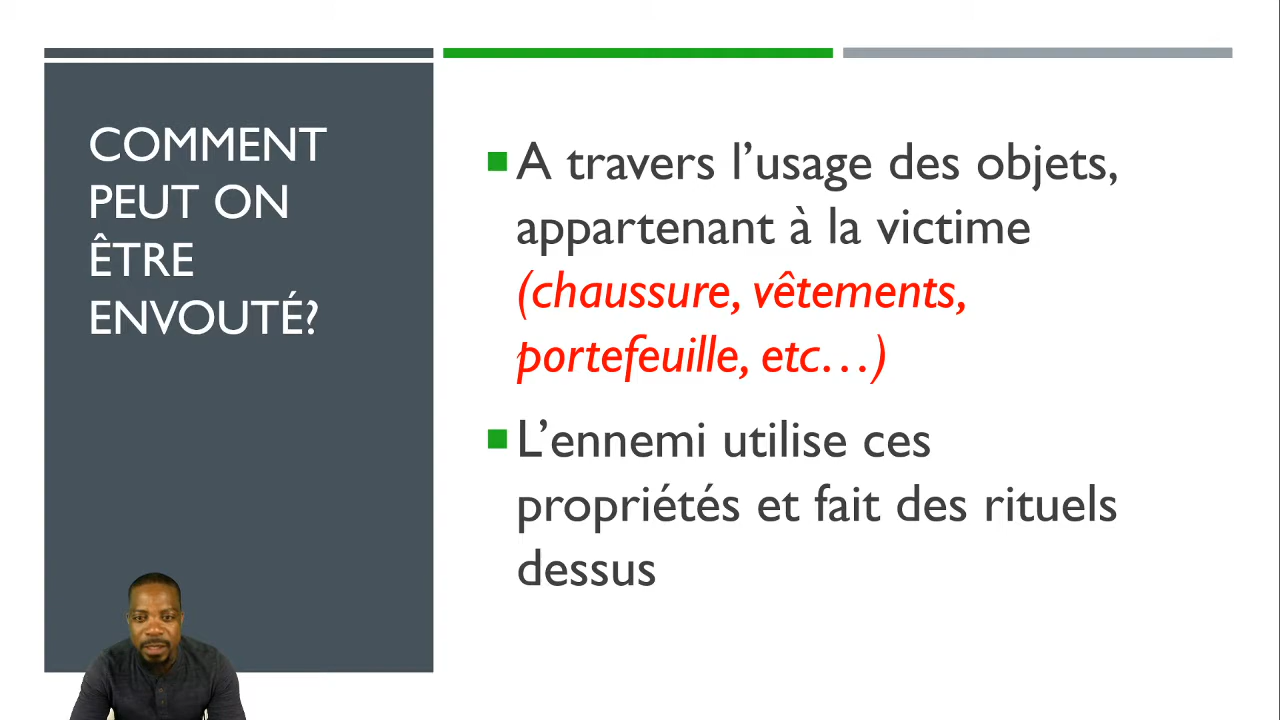 COMMENT
PEUT ON
ÊTRE
ENVOUTÉ?
A travers l’usage des objets,
appartenant à la victime
(chaussure, vêtements,
portefeuille, etc…)
L’ennemi utilise ces
propriétés et fait des rituels
dessus